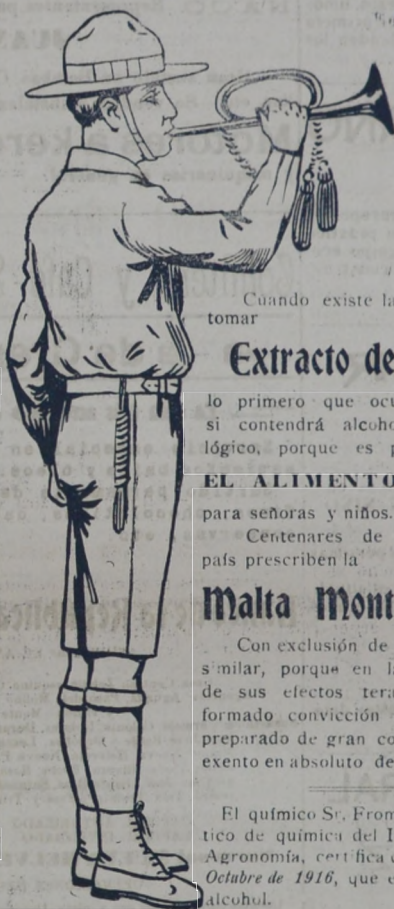 Cuando existe la
tomar
Extracto de
lo primero que ocu
si contendrá alcoho
lógico, porque es p
EL ALIMENTO
para señoras y niños.
Centenares de
país prescriben la
Malta Mont
Con exclusión de
similar, porque en la
de sus efectos tera
formado convicción
preparado de gran co
exento en absoluto de
El químico Sr. From
tico de química del I
Agronomía, certifica
Octubre de 1916, que e
alcohol.